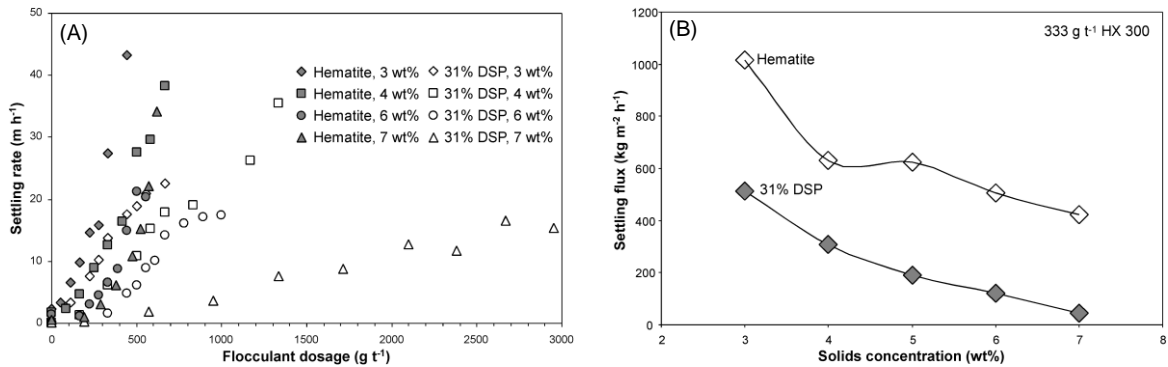 (A)
50
40
30
20
10
0
Settling rate (m h⁻¹)
Hematite, 3 wt% 31% DSP, 3 wt%
Hematite, 4 wt% 31% DSP, 4 wt%
Hematite, 6 wt% 31% DSP, 6 wt%
Hematite, 7 wt% 31% DSP, 7 wt%
0 500 1000 1500 2000 2500 3000
Flocculant dosage (g t⁻¹)
(B)
333 g t⁻¹ HX 300
1200
1000
800
600
400
200
0
Settling flux (kg m⁻² h⁻¹)
Hematite
31% DSP
2 3 4 5 6 7 8
Solids concentration (wt%)